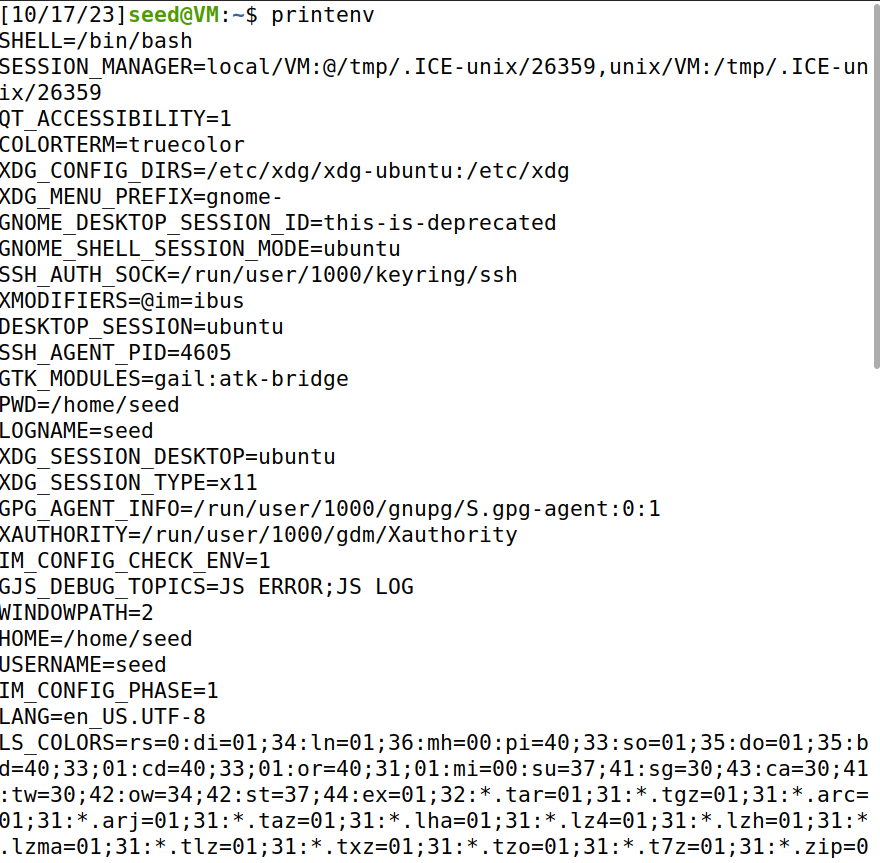 [10/17/23]seed@VM:~$ printenv
SHELL=/bin/bash
SESSION_MANAGER=local/VM:@/tmp/.ICE-unix/26359,unix/VM:/tmp/.ICE-un
ix/26359
QT_ACCESSIBILITY=1
COLORTERM=truecolor
XDG_CONFIG_DIRS=/etc/xdg/xdg-ubuntu:/etc/xdg
XDG_MENU_PREFIX=gnome-
GNOME_DESKTOP_SESSION_ID=this-is-deprecated
GNOME_SHELL_SESSION_MODE=ubuntu
SSH_AUTH_SOCK=/run/user/1000/keyring/ssh
XMODIFIERS=@im=ibus
DESKTOP_SESSION=ubuntu
SSH_AGENT_PID=4605
GTK_MODULES=gail:atk-bridge
PWD=/home/seed
LOGNAME=seed
XDG_SESSION_DESKTOP=ubuntu
XDG_SESSION_TYPE=x11
GPG_AGENT_INFO=/run/user/1000/gnupg/S.gpg-agent:0:1
XAUTHORITY=/run/user/1000/gdm/Xauthority
IM_CONFIG_CHECK_ENV=1
GJS_DEBUG_TOPICS=JS ERROR;JS LOG
WINDOWPATH=2
HOME=/home/seed
USERNAME=seed
IM_CONFIG_PHASE=1
LANG=en_US.UTF-8
LS_COLORS=rs=0:di=01;34:ln=01;36:mh=00:pi=40;33:so=01;35:do=01;35:b
d=40;33;01:cd=40;33;01:or=40;31;01:mi=00:su=37;41:sg=30;43:ca=30;41
:tw=30;42:ow=34;42:st=37;44:ex=01;32:*.tar=01;31:*.tgz=01;31:*.arc=
01;31:*.arj=01;31:*.taz=01;31:*.lha=01;31:*.lz4=01;31:*.lzh=01;31:*
.lzma=01;31:*.tlz=01;31:*.txz=01;31:*.tzo=01;31:*.t7z=01;31:*.zip=0